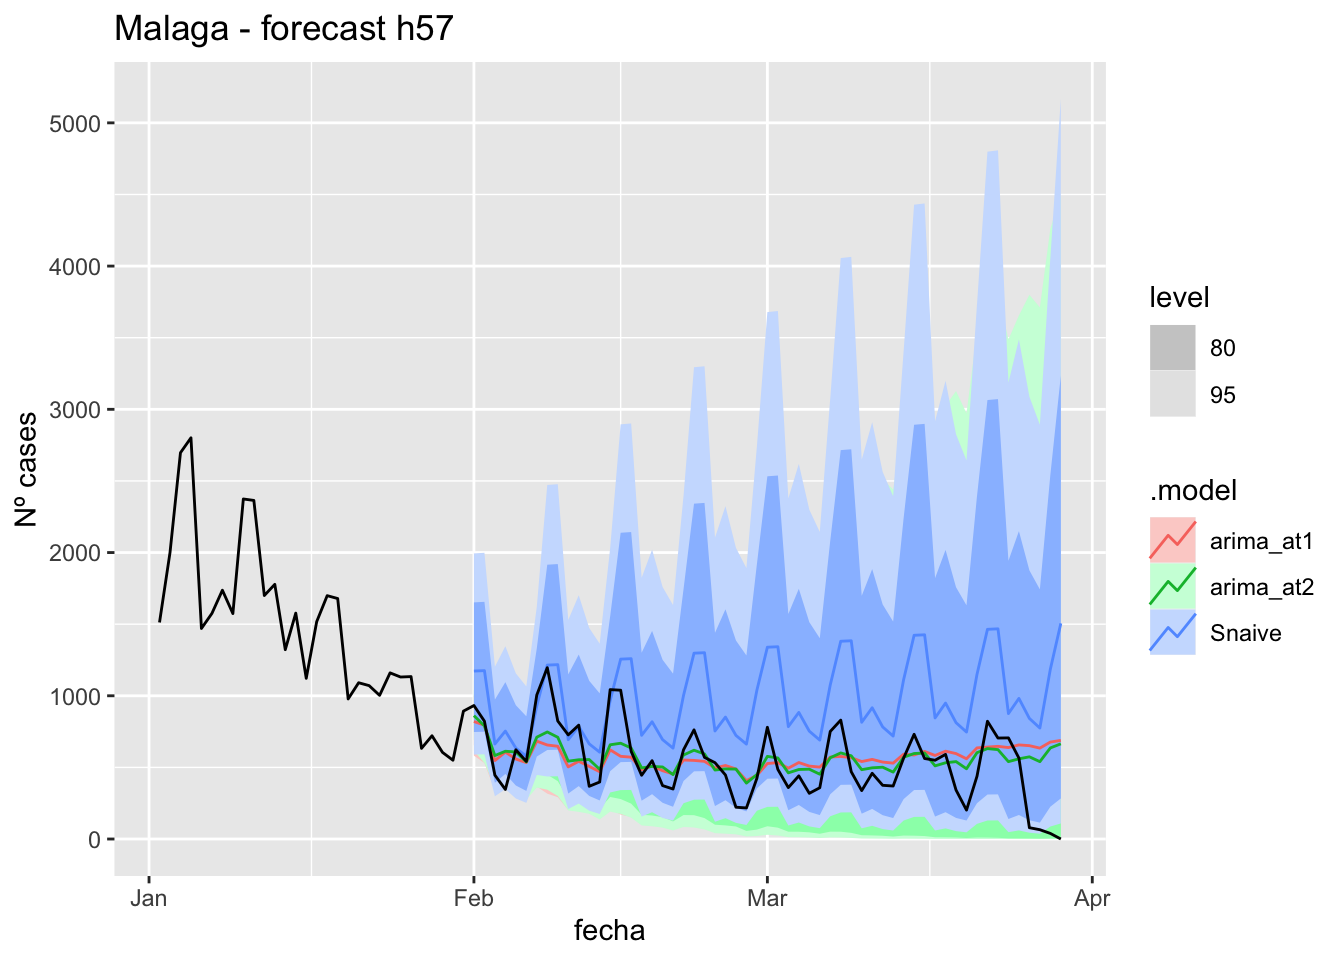 Malaga - forecast h57
Nº cases
5000
4000
3000
2000
1000
0
Jan
Feb
Mar
Apr
fecha
level
80
95
.model
arima_at1
arima_at2
Snaive